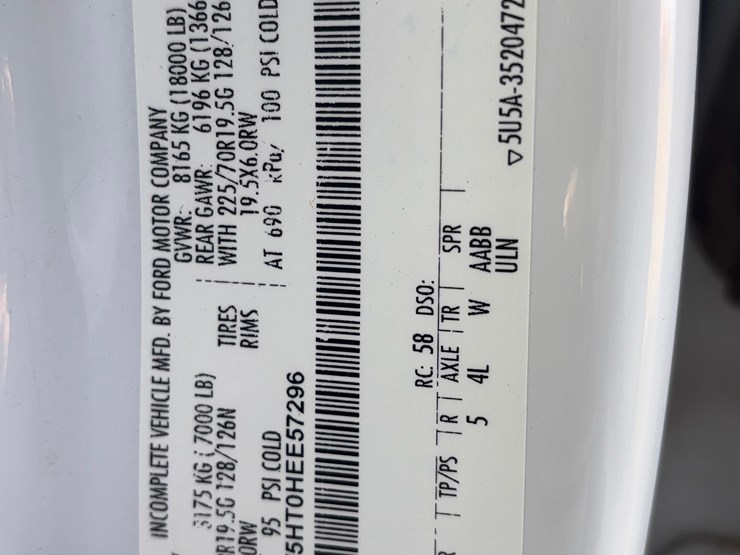 INCOMPLETE VEHICLE MFD. BY FORD MOTOR COMPANY
GVWR: 8165 KG (18000 LB)
3175 KG (7000 LB) REAR GAWR: 6196 KG (1366
R19.5G 128/126N TIRES WITH 225/70R19.5G 128/126
0RW RIMS 19.5X6.0RW
95 PSI COLD AT 690 kPa/ 100 PSI COLD
5HT0HEE57296
RC: 58 DSO:
TP/PS R AXLE TR SPR
5 4L W AABB
ULN
▽5U5A-3520472